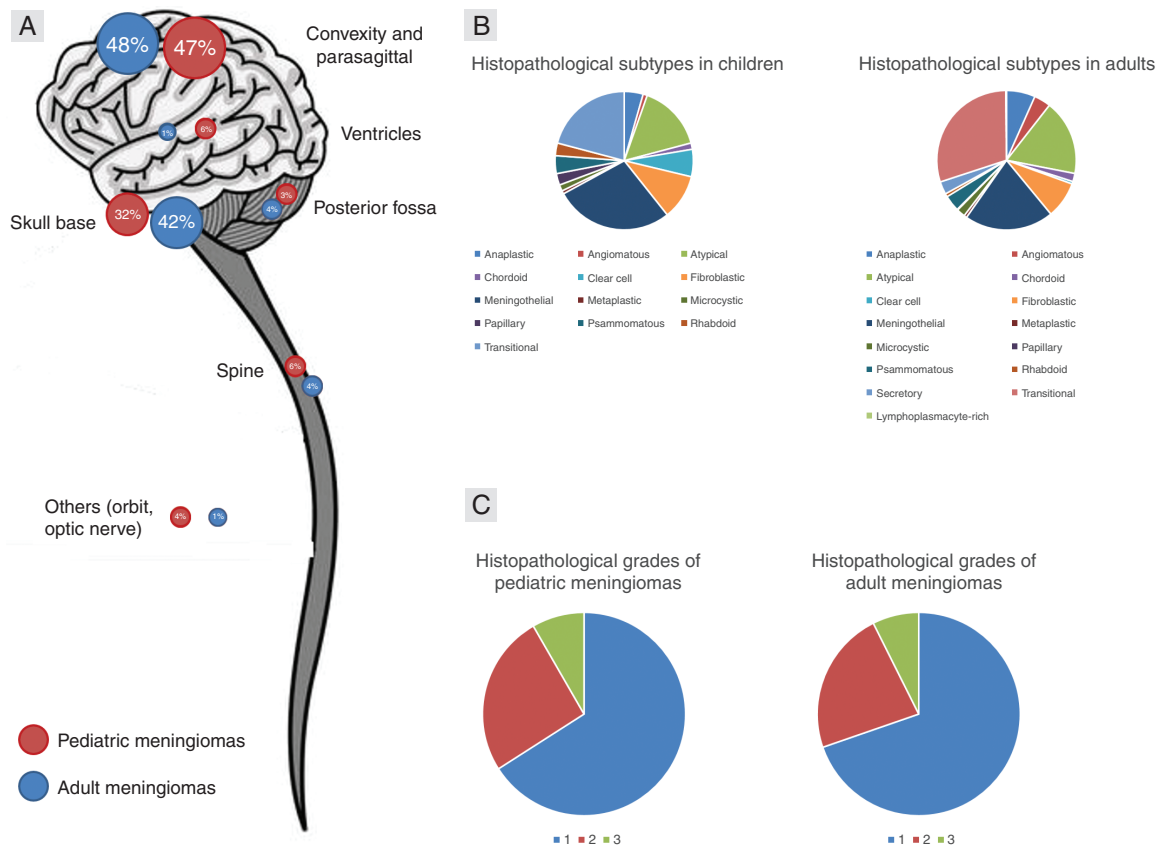 A
48%
47%
Convexity and
parasagittal
1%
6%
Ventricles
3%
4%
Posterior fossa
Skull base
32%
42%
Spine
6%
4%
Others (orbit,
optic nerve)
4%
1%
Pediatric meningiomas
Adult meningiomas
B
Histopathological subtypes in children
Anaplastic Angiomatous Atypical
Chordoid Clear cell Fibroblastic
Meningothelial Metaplastic Microcystic
Papillary Psammomatous Rhabdoid
Transitional
Histopathological subtypes in adults
Anaplastic Angiomatous
Atypical Chordoid
Clear cell Fibroblastic
Meningothelial Metaplastic
Microcystic Papillary
Psammomatous Rhabdoid
Secretory Transitional
Lymphoplasmacyte-rich
C
Histopathological grades of
pediatric meningiomas
1 2 3
Histopathological grades of
adult meningiomas
1 2 3